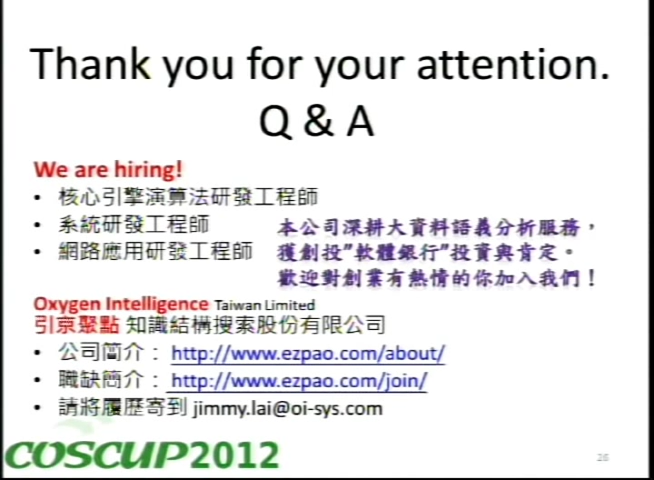 Thank you for your attention.
Q & A
We are hiring!
• 核心引擎演算法研發工程師
• 系統研發工程師
• 網路應用研發工程師
本公司深耕大資料語義分析服務，
獲創投"軟體銀行"投資與肯定。
歡迎對創業有熱情的你加入我們！
Oxygen Intelligence Taiwan Limited
引京聚點 知識結構搜索股份有限公司
• 公司簡介： http://www.ezpao.com/about/
• 職缺簡介： http://www.ezpao.com/join/
• 請將履歷寄到 jimmy.lai@oi-sys.com
COSCUP2012
26